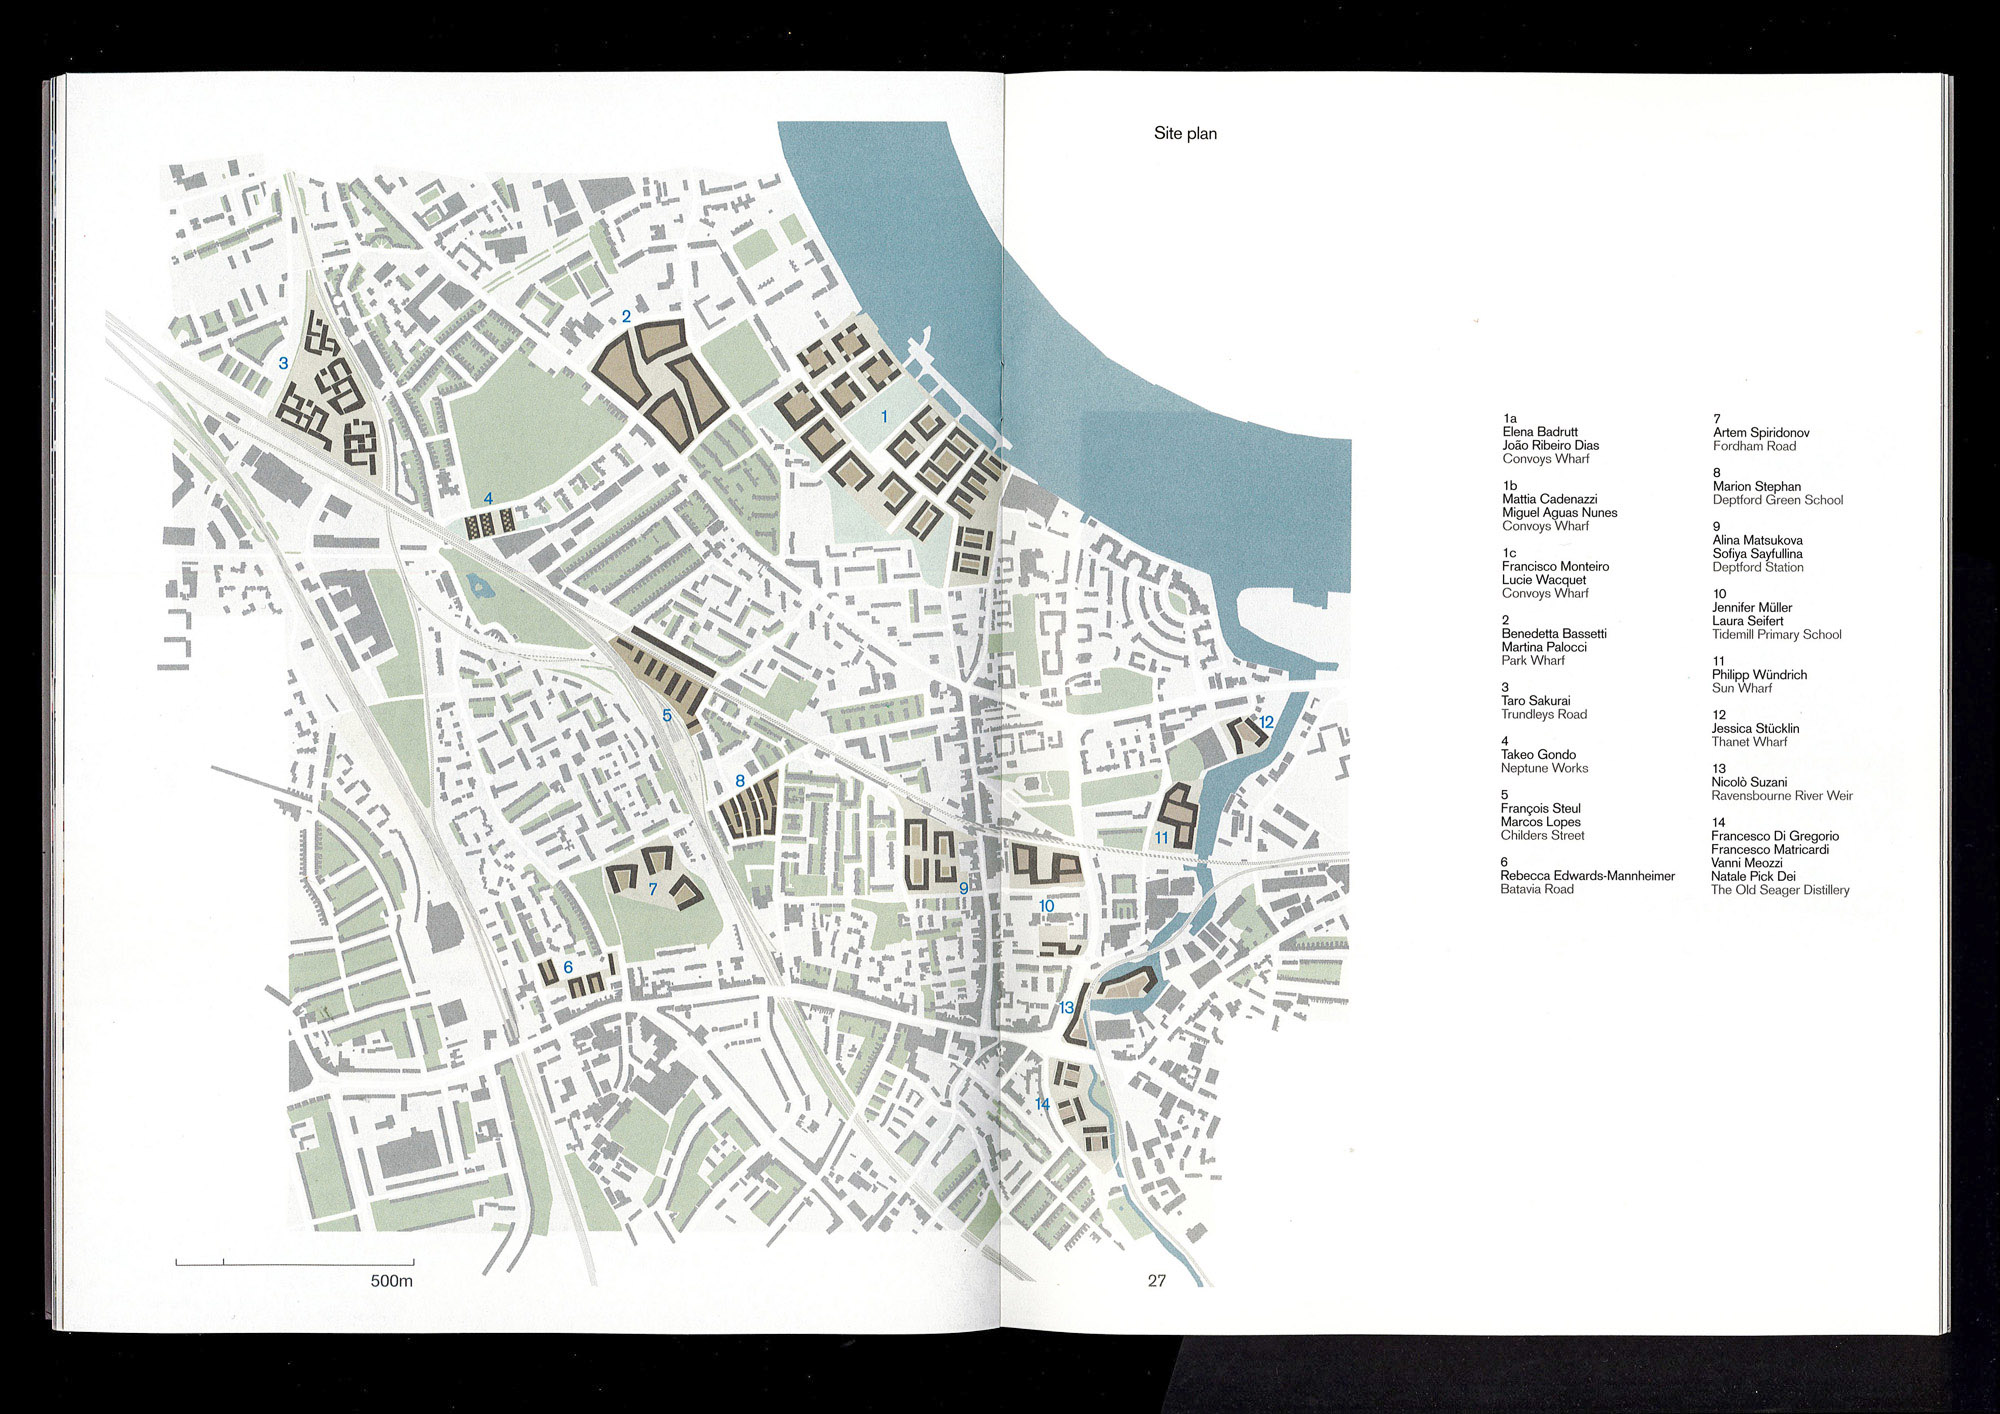 Site plan
2
3
1
4
5
12
8
11
7
9
10
6
13
14
500m
27
1a
Elena Badrutt
João Ribeiro Dias
Convoys Wharf
1b
Mattia Cadenazzi
Miguel Aguas Nunes
Convoys Wharf
1c
Francisco Monteiro
Lucie Wacquet
Convoys Wharf
2
Benedetta Bassetti
Martina Palocci
Park Wharf
3
Taro Sakurai
Trundleys Road
4
Takeo Gondo
Neptune Works
5
François Steul
Marcos Lopes
Childers Street
6
Rebecca Edwards-Mannheimer
Batavia Road
7
Artem Spiridonov
Fordham Road
8
Marion Stephan
Deptford Green School
9
Alina Matsukova
Sofiya Sayfullina
Deptford Station
10
Jennifer Müller
Laura Seifert
Tidemill Primary School
11
Philipp Wündrich
Sun Wharf
12
Jessica Stücklin
Thanet Wharf
13
Nicolò Suzani
Ravensbourne River Weir
14
Francesco Di Gregorio
Francesco Matricardi
Vanni Meozzi
Natale Pick Dei
The Old Seager Distillery